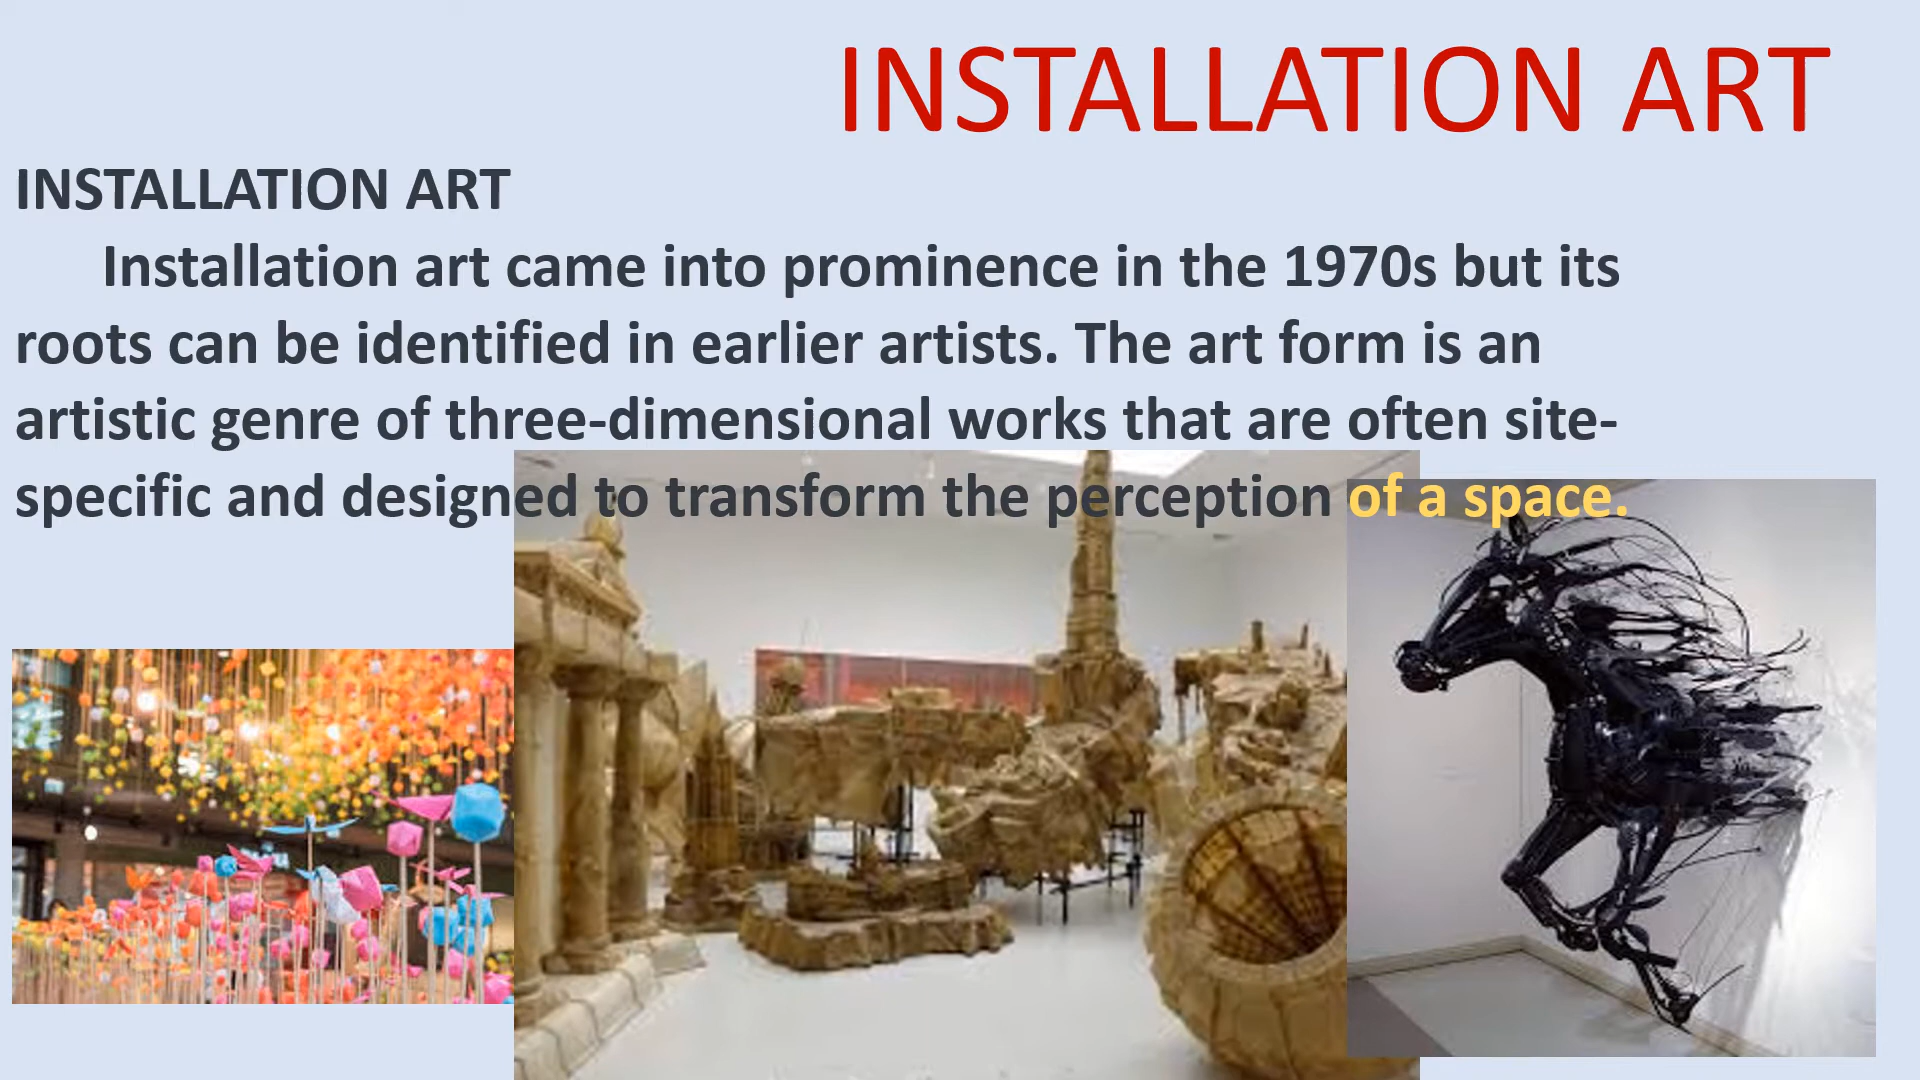 INSTALLATION ART
INSTALLATION ART
Installation art came into prominence in the 1970s but its
roots can be identified in earlier artists. The art form is an
artistic genre of three-dimensional works that are often site-
specific and designed to transform the perception of a space.